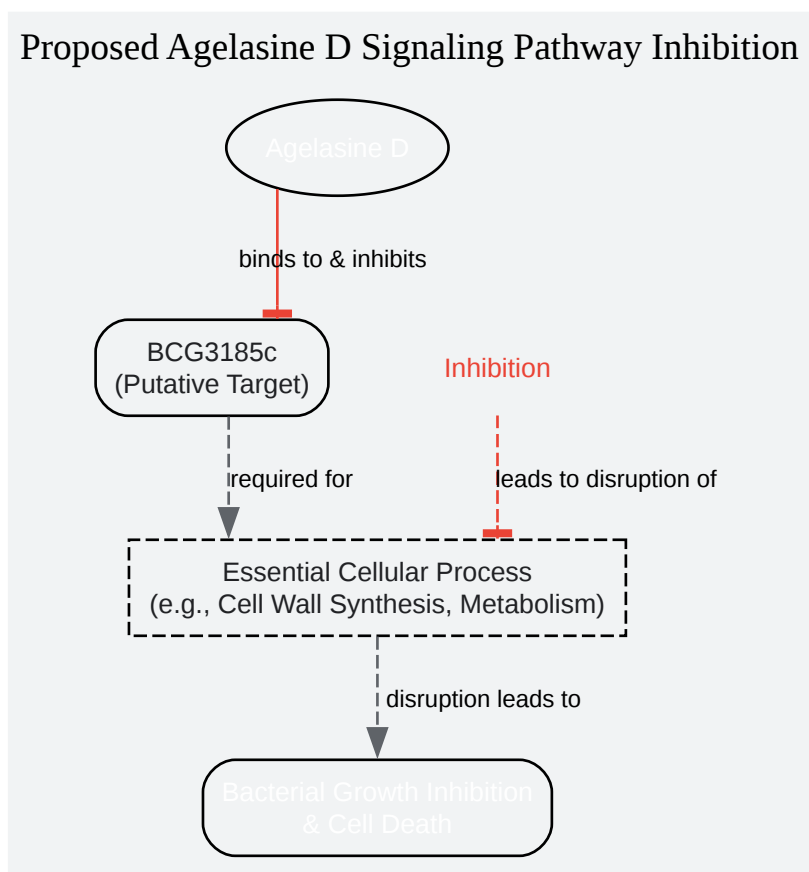 Proposed Agelasine D Signaling Pathway Inhibition
Agelasine D
binds to & inhibits
BCG3185c
(Putative Target)
Inhibition
required for
leads to disruption of
Essential Cellular Process
(e.g., Cell Wall Synthesis, Metabolism)
disruption leads to
Bacterial Growth Inhibition
& Cell Death